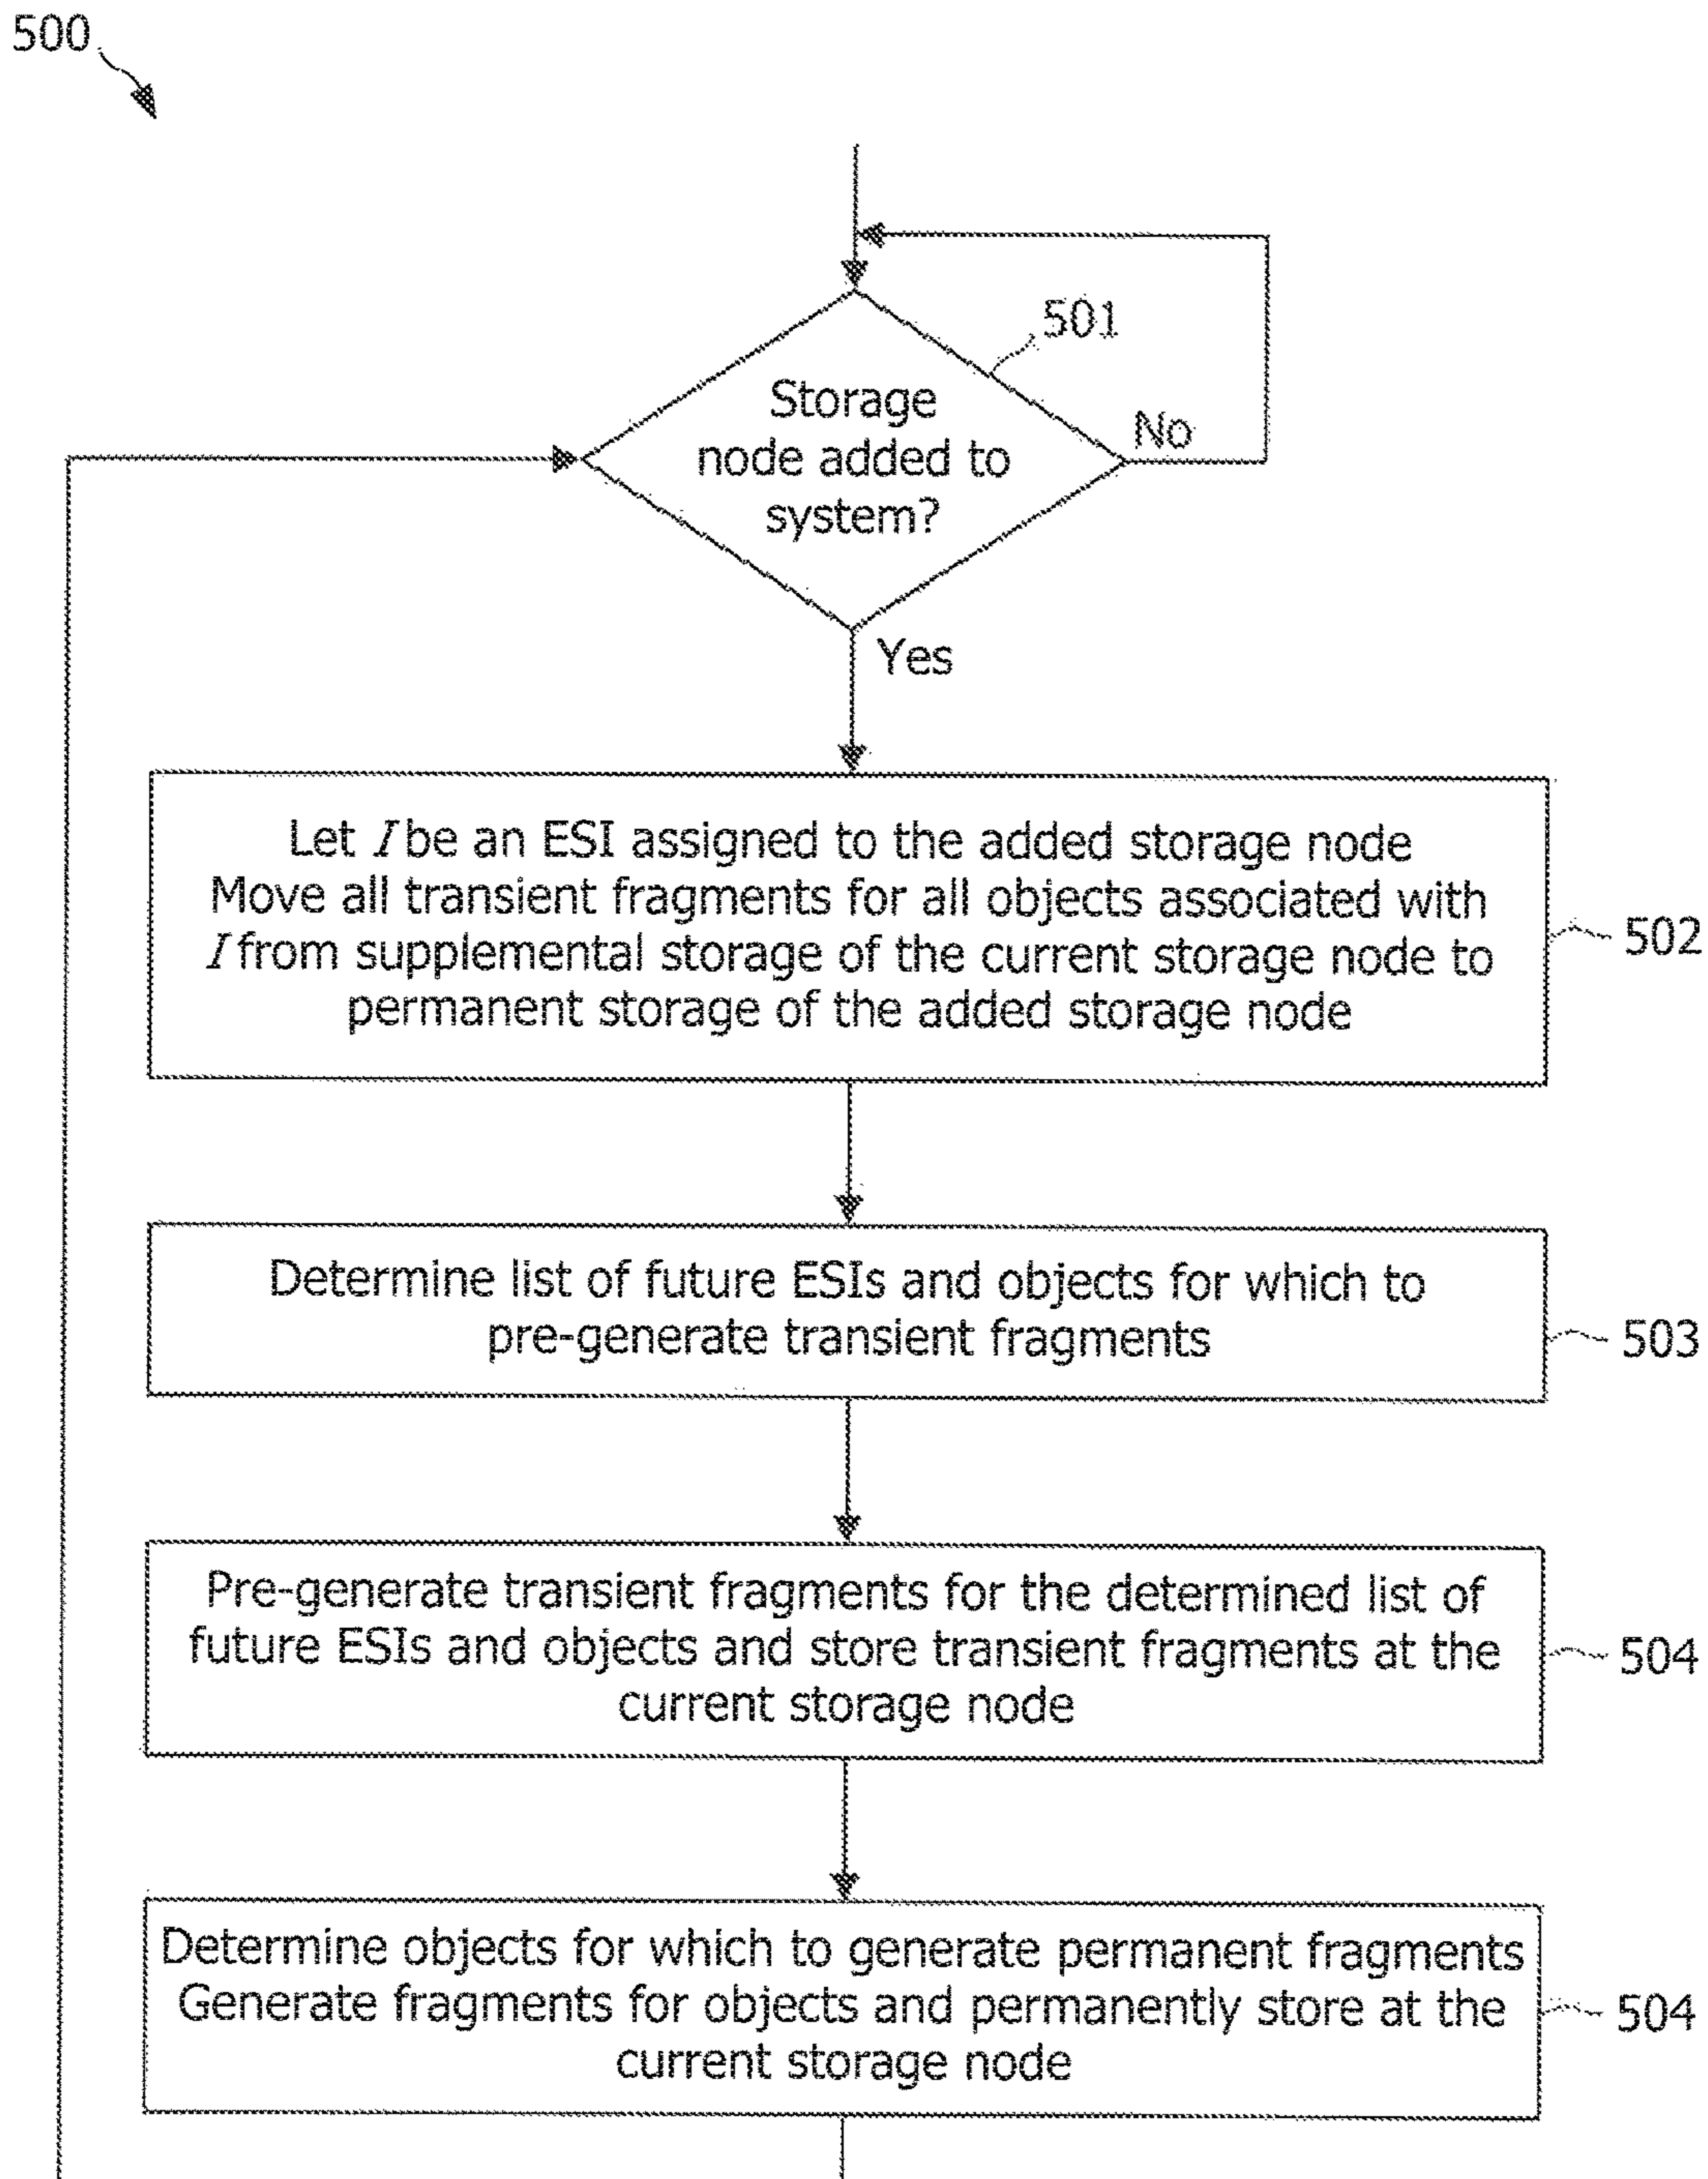 500
501
Storage
node added to
system?
No
Yes
Let I be an ESI assigned to the added storage node
Move all transient fragments for all objects associated with
I from supplemental storage of the current storage node to
permanent storage of the added storage node
502
Determine list of future ESIs and objects for which to
pre-generate transient fragments
503
Pre-generate transient fragments for the determined list of
future ESIs and objects and store transient fragments at the
current storage node
504
Determine objects for which to generate permanent fragments
Generate fragments for objects and permanently store at the
current storage node
504